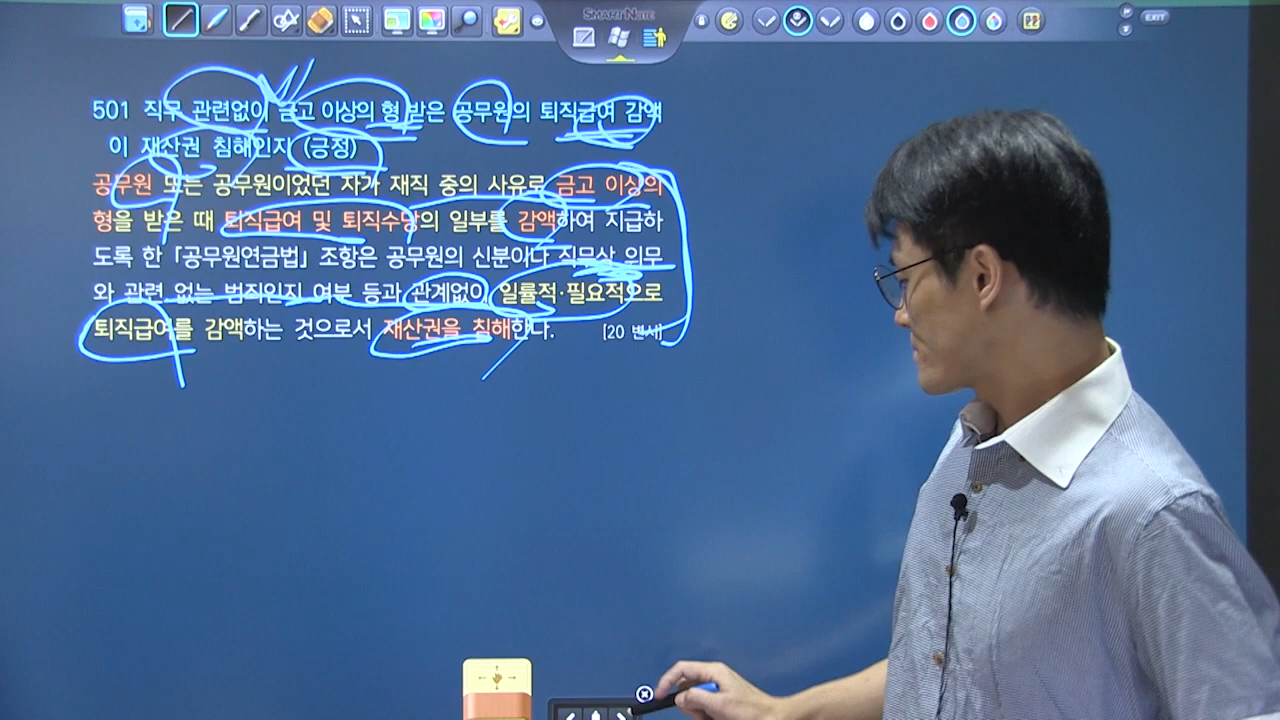 SMARTNOTE
EXIT
501 직무 관련없이 금고 이상의 형 받은 공무원의 퇴직급여 감액
이 재산권 침해인지 (긍정)
공무원 또는 공무원이었던 자가 재직 중의 사유로 금고 이상의
형을 받은 때 퇴직급여 및 퇴직수당의 일부를 감액하여 지급하
도록 한 「공무원연금법」 조항은 공무원의 신분이나 직무상 의무
와 관련 없는 범죄인지 여부 등과 관계없이 일률적·필요적으로
퇴직급여를 감액하는 것으로서 재산권을 침해한다. [20 변시]